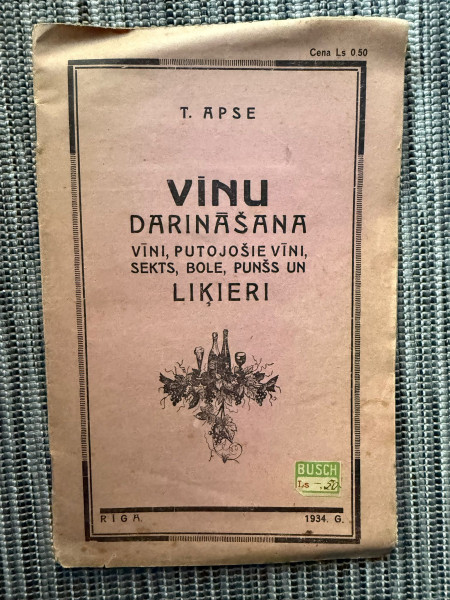 Cena Ls 0.50
T. APSE
VĪNU
DARINĀŠANA
VĪNI, PUTOJOŠIE VĪNI,
SEKTS, BOLE, PUNŠS UN
LIĶIERI
BUSCH
Ls -.50
RĪGA.
1934. G.